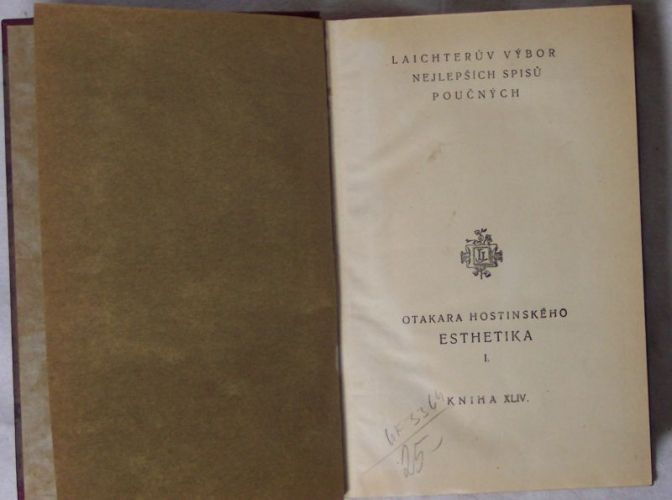 LAICHTERŮV VÝBOR
NEJLEPŠÍCH SPISŮ
POUČNÝCH
OTAKARA HOSTINSKÉHO
ESTHETIKA
I.
KNIHA XLIV.
25-